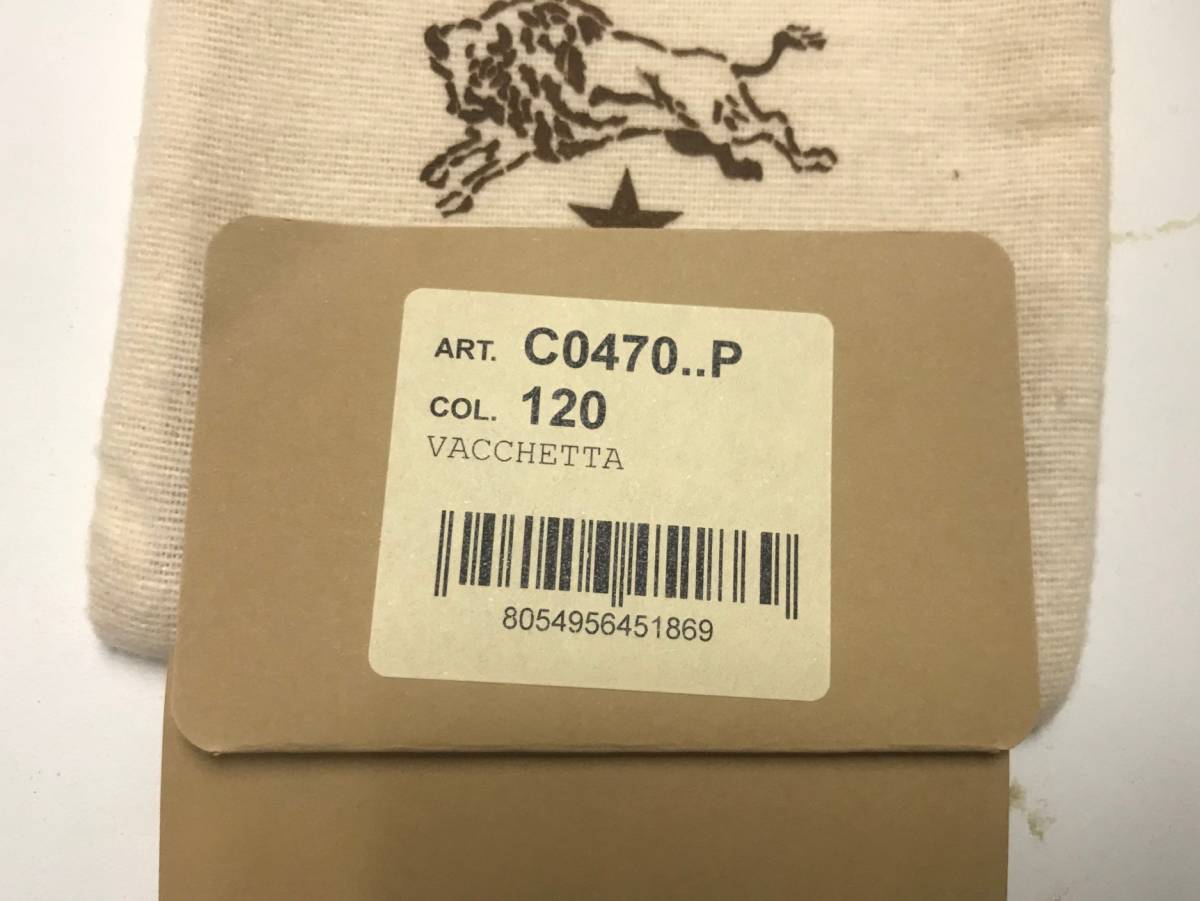 ART. C0470..P
COL. 120
VACCHETTA
8054956451869